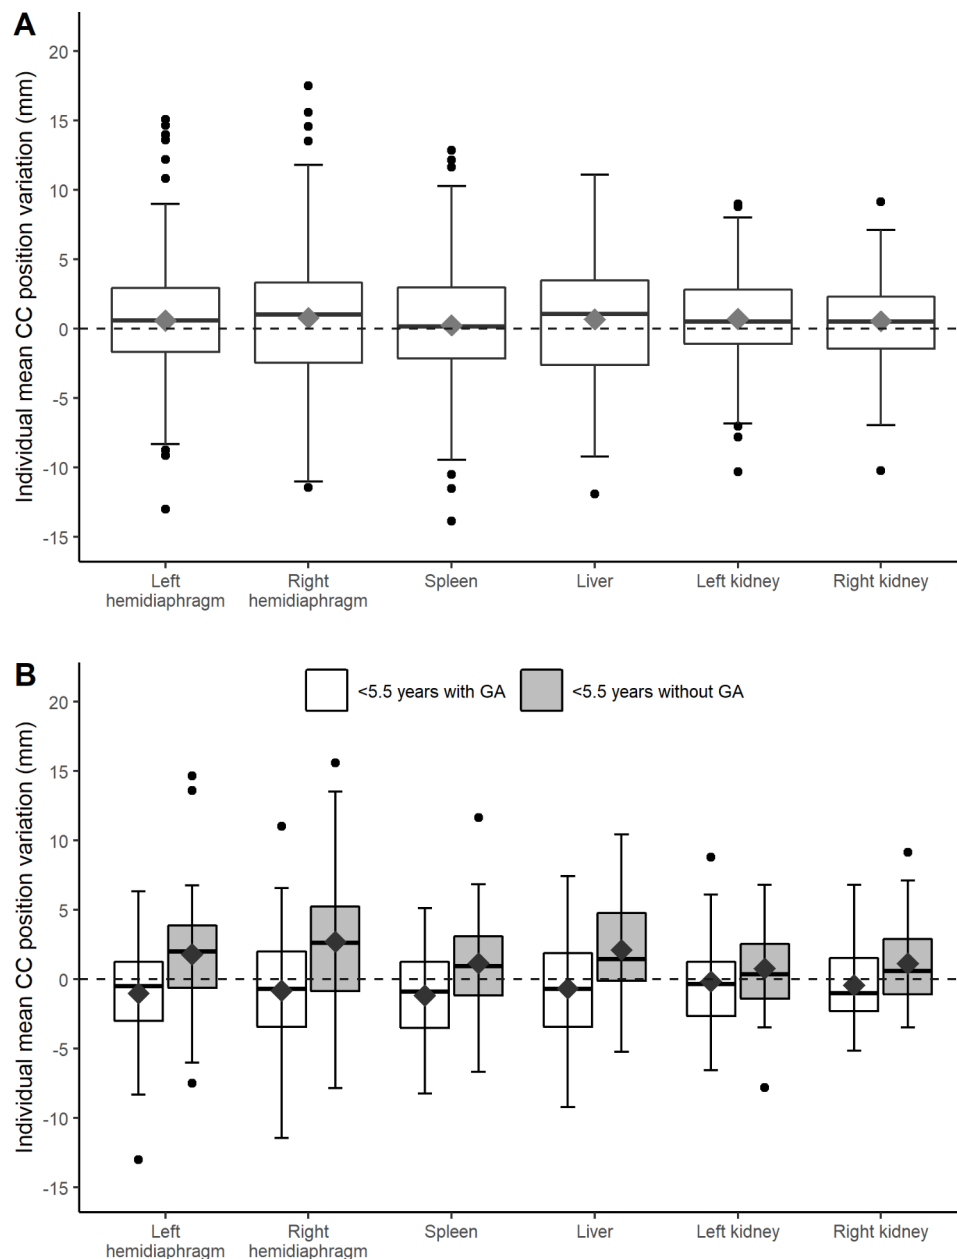 A
Individual mean CC position variation (mm)
20
15
10
5
0
-5
-10
-15
Left
hemidiaphragm
Right
hemidiaphragm
Spleen
Liver
Left kidney
Right kidney
B
<5.5 years with GA
<5.5 years without GA
Individual mean CC position variation (mm)
20
15
10
5
0
-5
-10
-15
Left
hemidiaphragm
Right
hemidiaphragm
Spleen
Liver
Left kidney
Right kidney